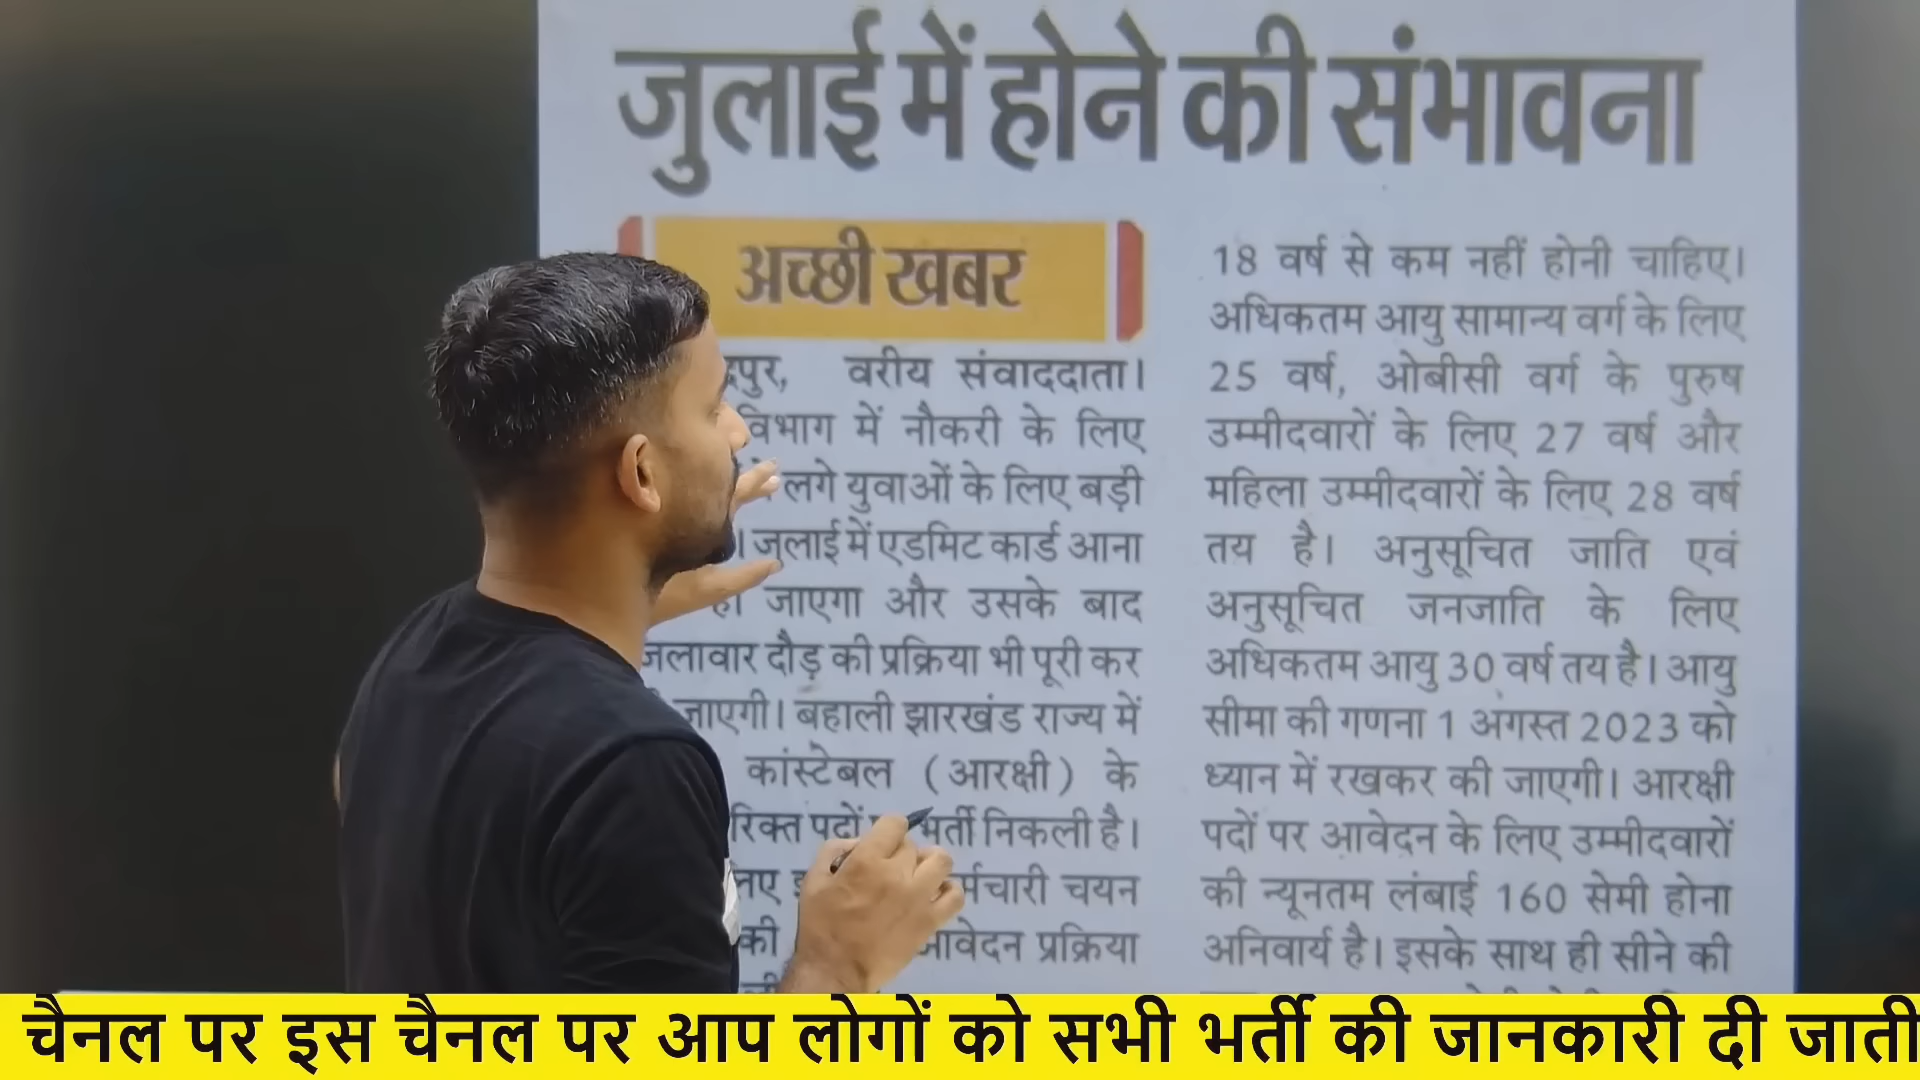 जुलाई में होने की संभावना
अच्छी खबर
वरीय संवाददाता।
विभाग में नौकरी के लिए
लगे युवाओं के लिए बड़ी
। जुलाई में एडमिट कार्ड आना
जाएगा और उसके बाद
दौड़ की प्रक्रिया भी पूरी कर
जाएगी। बहाली झारखंड राज्य में
कांस्टेबल (आरक्षी) के
रिक्त पदों भर्ती निकली है।
चयन
की आवेदन प्रक्रिया
18 वर्ष से कम नहीं होनी चाहिए।
अधिकतम आयु सामान्य वर्ग के लिए
25 वर्ष, ओबीसी वर्ग के पुरुष
उम्मीदवारों के लिए 27 वर्ष और
महिला उम्मीदवारों के लिए 28 वर्ष
तय है। अनुसूचित जाति एवं
अनुसूचित जनजाति के लिए
अधिकतम आयु 30 वर्ष तय है। आयु
सीमा की गणना 1 अगस्त 2023 को
ध्यान में रखकर की जाएगी। आरक्षी
पदों पर आवेदन के लिए उम्मीदवारों
की न्यूनतम लंबाई 160 सेमी होना
अनिवार्य है। इसके साथ ही सीने की
चैनल पर इस चैनल पर आप लोगों को सभी भर्ती की जानकारी दी जाती